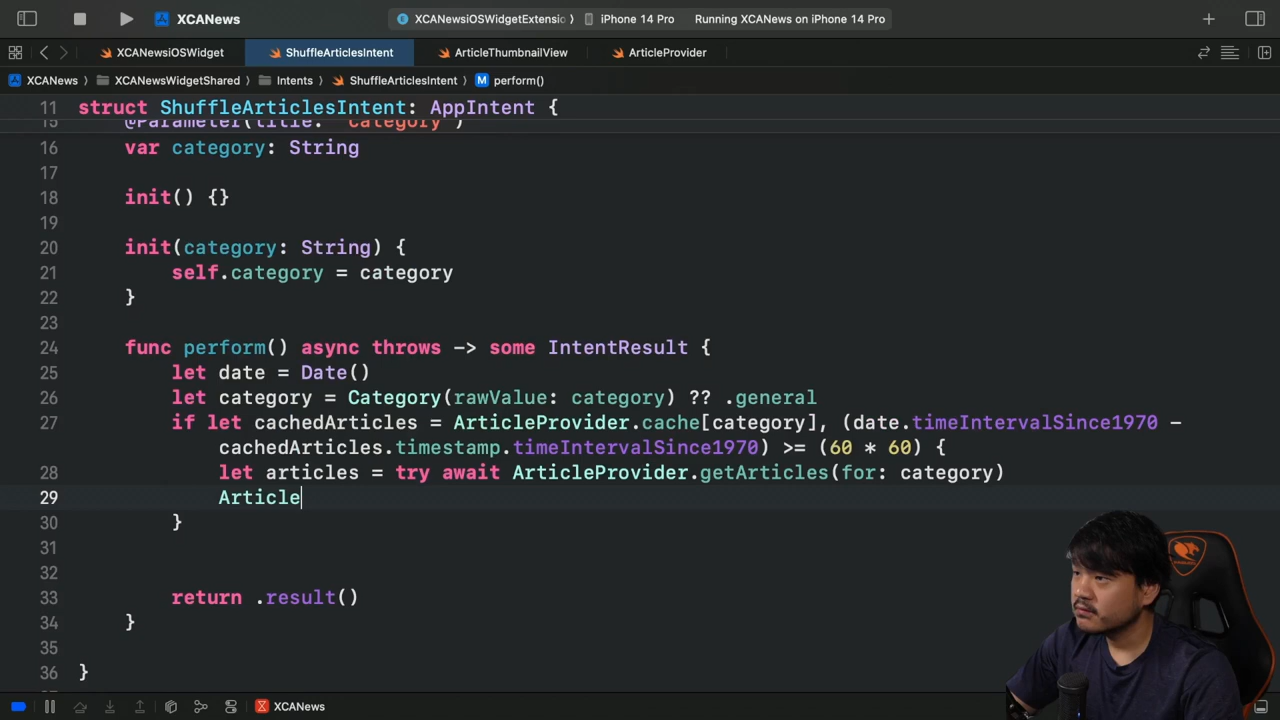 XCANews
XCANewsiOSWidgetExtensio
iPhone 14 Pro
Running XCANews on iPhone 14 Pro
XCANewsiOSWidget
ShuffleArticlesIntent
ArticleThumbnailView
ArticleProvider
XCANews
XCANewsWidgetShared
Intents
ShuffleArticlesIntent
M perform()
11 struct ShuffleArticlesIntent: AppIntent {
15 @Parameter(title: "category")
16 var category: String
17
18 init() {}
19
20 init(category: String) {
21 self.category = category
22 }
23
24 func perform() async throws -> some IntentResult {
25 let date = Date()
26 let category = Category(rawValue: category) ?? .general
27 if let cachedArticles = ArticleProvider.cache[category], (date.timeIntervalSince1970 -
cachedArticles.timestamp.timeIntervalSince1970) >= (60 * 60) {
28 let articles = try await ArticleProvider.getArticles(for: category)
29 Article
30 }
31
32
33 return .result()
34 }
35
36 }
XCANews